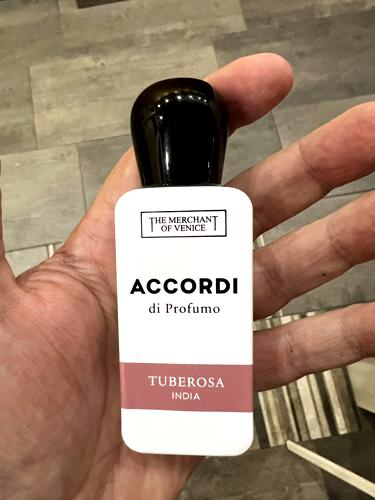 THE MERCHANT
OF VENICE
ACCORDI
di Profumo
TUBEROSA
INDIA